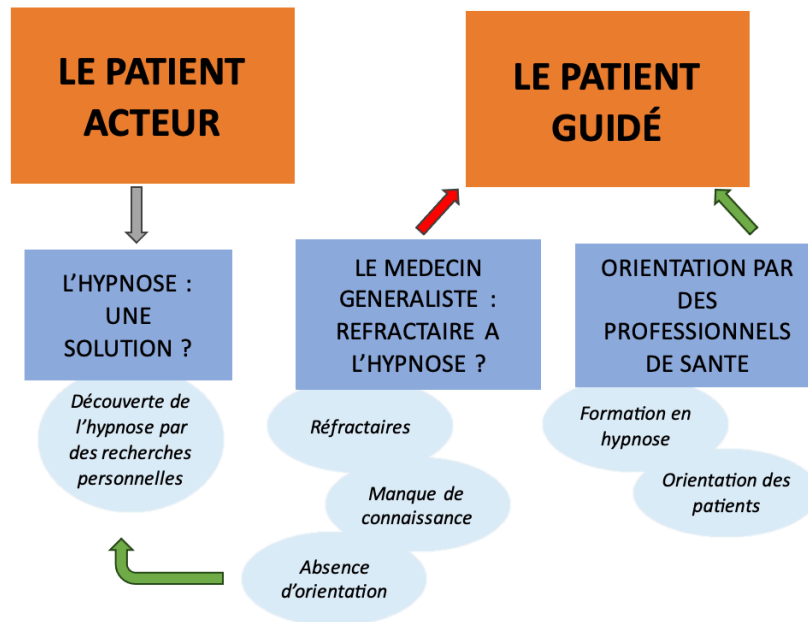 LE PATIENT
ACTEUR
LE PATIENT
GUIDÉ
L’HYPNOSE :
UNE
SOLUTION ?
Découverte de
l’hypnose par
des recherches
personnelles
LE MEDECIN
GENERALISTE :
REFRACTAIRE A
L’HYPNOSE ?
Réfractaires
Manque de
connaissance
Absence
d’orientation
ORIENTATION PAR
DES
PROFESSIONNELS
DE SANTE
Formation en
hypnose
Orientation des
patients